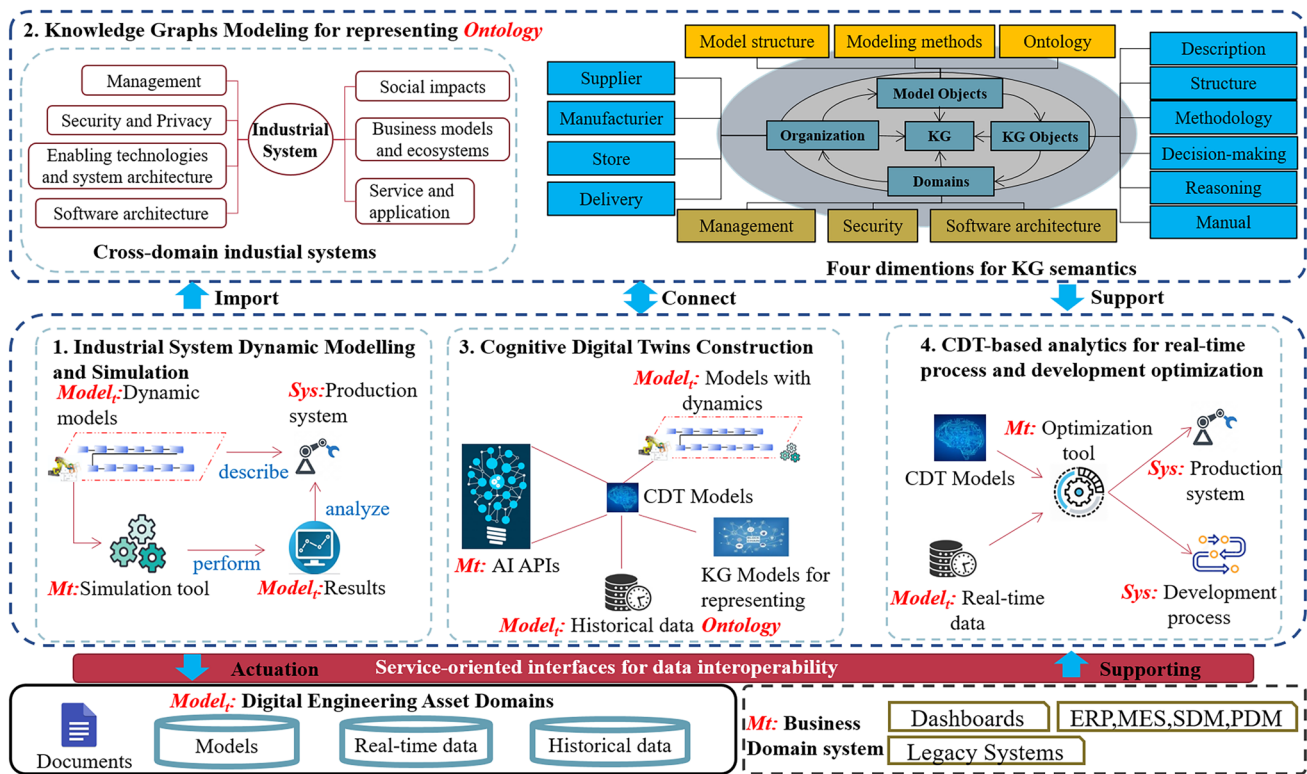 2. Knowledge Graphs Modeling for representing Ontology
Management
Security and Privacy
Enabling technologies
and system architecture
Software architecture
Industrial
System
Social impacts
Business models
and ecosystems
Service and
application
Cross-domain industial systems
Supplier
Manufacturier
Store
Delivery
Model structure
Modeling methods
Ontology
Model Objects
Organization
KG
KG Objects
Domains
Management
Security
Software architecture
Description
Structure
Methodology
Decision-making
Reasoning
Manual
Four dimentions for KG semantics
Import
Connect
Support
1. Industrial System Dynamic Modelling
and Simulation
Modelt:Dynamic
models
Sys:Production
system
describe
analyze
perform
Mt:Simulation tool
Modelt:Results
3. Cognitive Digital Twins Construction
Modelt: Models with
dynamics
CDT Models
Mt: AI APIs
KG Models for
representing
Modelt: Historical data Ontology
4. CDT-based analytics for real-time
process and development optimization
Mt: Optimization
tool
CDT Models
Sys: Production
system
Modelt: Real-time
data
Sys: Development
process
Actuation
Service-oriented interfaces for data interoperability
Supporting
Modelt: Digital Engineering Asset Domains
Documents
Models
Real-time data
Historical data
Mt: Business
Domain system
Dashboards
ERP,MES,SDM,PDM
Legacy Systems